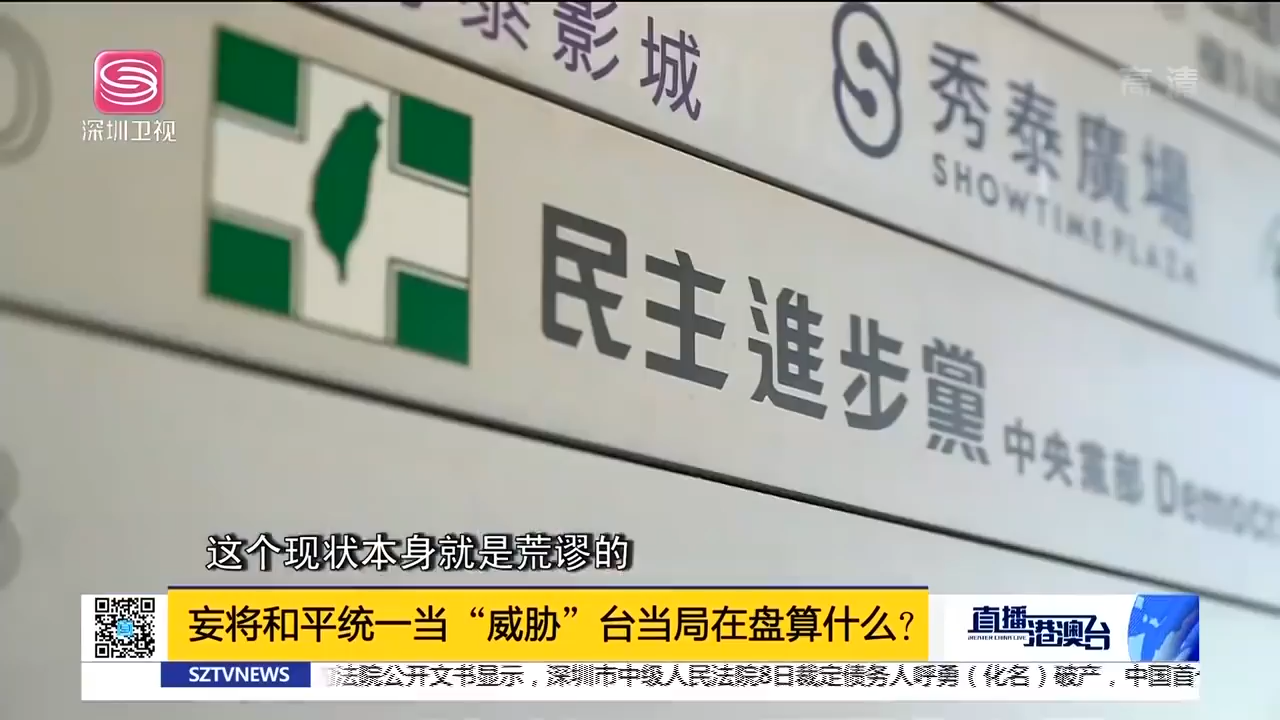 泰影城
秀泰廣場
SHOWTIME PLAZA
高清
深圳卫视
民主進步黨 中央黨部 Democr
这个现状本身就是荒谬的
妄将和平统一当“威胁”台当局在盘算什么？
直播港澳台
SZTVNEWS
法院公开文书显示，深圳市中级人民法院8日裁定债务人呼勇（化名）破产，中国首